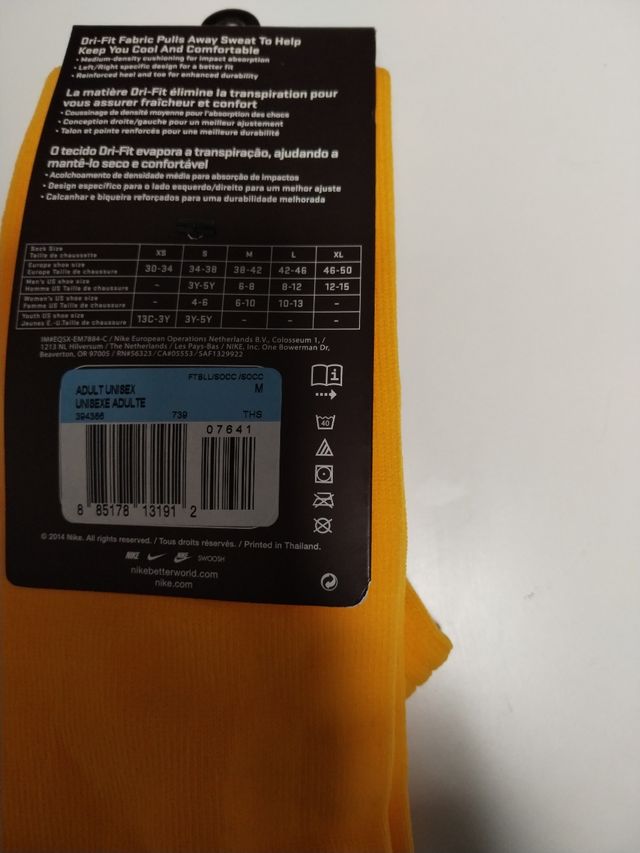 Dri-Fit Fabric Pulls Away Sweat To Help
Keep You Cool And Comfortable
• Medium-density cushioning for impact absorption
• Left/Right specific design for a better fit
• Reinforced heel and toe for enhanced durability
La matière Dri-Fit élimine la transpiration pour
vous assurer fraîcheur et confort
• Coussinage de densité moyenne pour l'absorption des chocs
• Conception droite/gauche pour un meilleur ajustement
• Talon et pointe renforcés pour une meilleure durabilité
O tecido Dri-Fit evapora a transpiração, ajudando a
mantê-lo seco e confortável
• Acolchoamento de densidade média para absorção de impactos
• Design específico para o lado esquerdo/direito para um melhor ajuste
• Calcanhar e biqueira reforçados para uma durabilidade melhorada
Sock Size
Taille de chaussette XS S M L XL
Europe shoe size
Europe Taille de chaussure 30-34 34-38 38-42 42-46 46-50
Men's US shoe size
Homme US Taille de chaussure - 3Y-5Y 6-8 8-12 12-15
Women's US shoe size
Femme US Taille de chaussure - 4-6 6-10 10-13 -
Youth US shoe size
Jeunes E.-U.Taille de chaussure 13C-3Y 3Y-5Y - - -
IM#EQSX-EM7884-C / Nike European Operations Netherlands B.V., Colosseum 1, /
1213 NL Hilversum / The Netherlands / Les Pays-Bas / NIKE, Inc. One Bowerman Dr,
Beaverton, OR 97005 / RN#56323 / CA#05553 / SAF1329922
FTBLL/SOCC /SOCC
ADULT UNISEX M
UNISEXE ADULTE
394386 739 THS
07641
8 85178 13191 2
40
© 2014 Nike. All rights reserved. / Tous droits réservés. / Printed in Thailand.
NIKE NIKE SWOOSH
nikebetterworld.com
nike.com